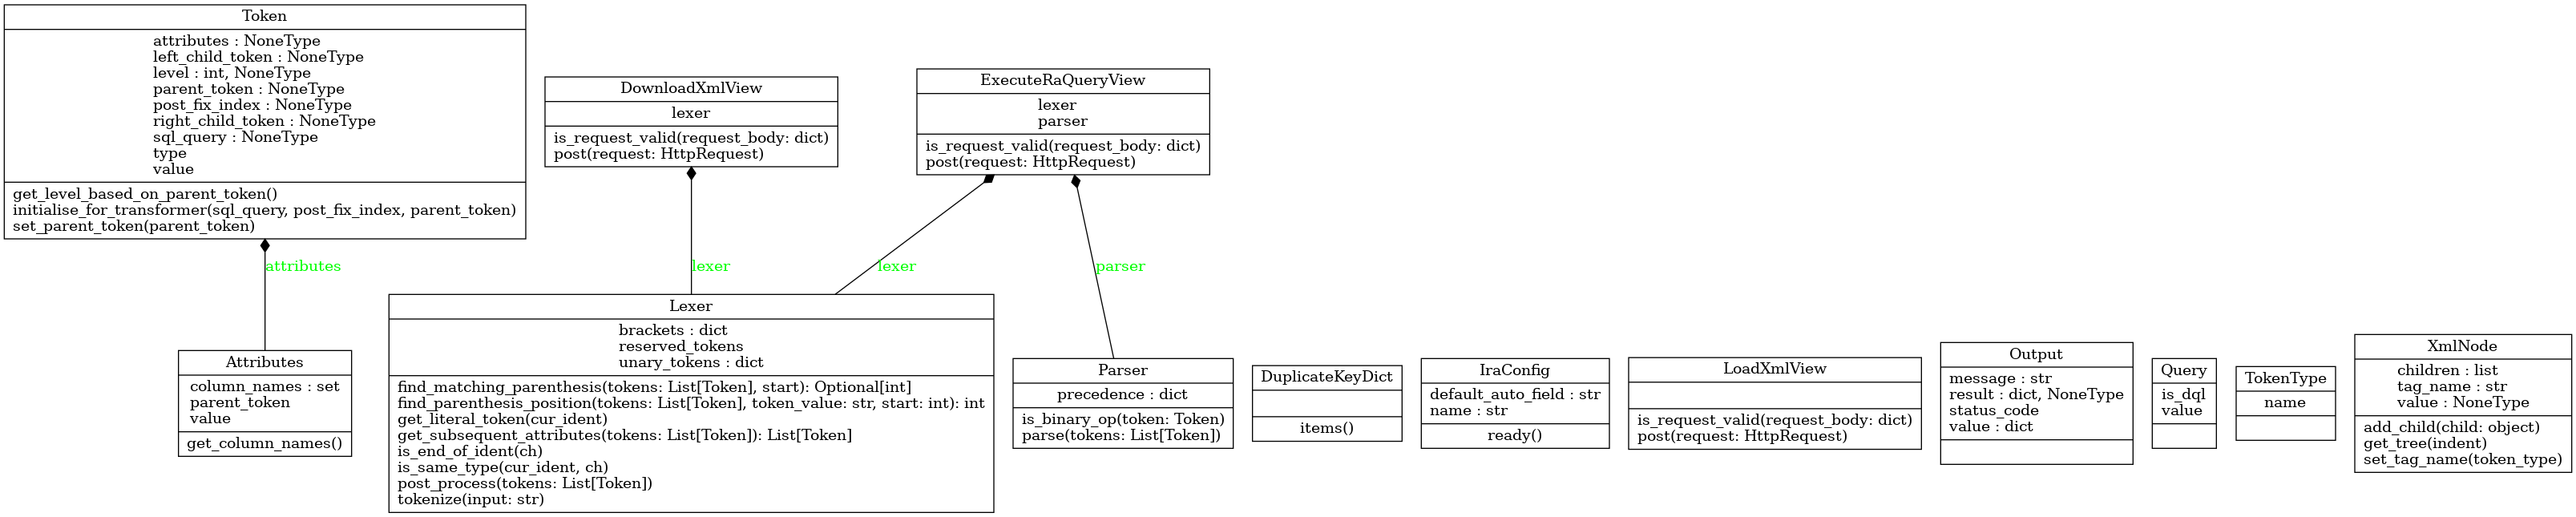 Token
attributes : NoneType
left_child_token : NoneType
level : int, NoneType
parent_token : NoneType
post_fix_index : NoneType
right_child_token : NoneType
sql_query : NoneType
type
value
get_level_based_on_parent_token()
initialise_for_transformer(sql_query, post_fix_index, parent_token)
set_parent_token(parent_token)
DownloadXmlView
lexer
is_request_valid(request_body: dict)
post(request: HttpRequest)
ExecuteRaQueryView
lexer
parser
is_request_valid(request_body: dict)
post(request: HttpRequest)
attributes
lexer
lexer
parser
Attributes
column_names : set
parent_token
value
get_column_names()
Lexer
brackets : dict
reserved_tokens
unary_tokens : dict
find_matching_parenthesis(tokens: List[Token], start): Optional[int]
find_parenthesis_position(tokens: List[Token], token_value: str, start: int): int
get_literal_token(cur_ident)
get_subsequent_attributes(tokens: List[Token]): List[Token]
is_end_of_ident(ch)
is_same_type(cur_ident, ch)
post_process(tokens: List[Token])
tokenize(input: str)
Parser
precedence : dict
is_binary_op(token: Token)
parse(tokens: List[Token])
DuplicateKeyDict
items()
IraConfig
default_auto_field : str
name : str
ready()
LoadXmlView
is_request_valid(request_body: dict)
post(request: HttpRequest)
Output
message : str
result : dict, NoneType
status_code
value : dict
Query
is_dql
value
TokenType
name
XmlNode
children : list
tag_name : str
value : NoneType
add_child(child: object)
get_tree(indent)
set_tag_name(token_type)